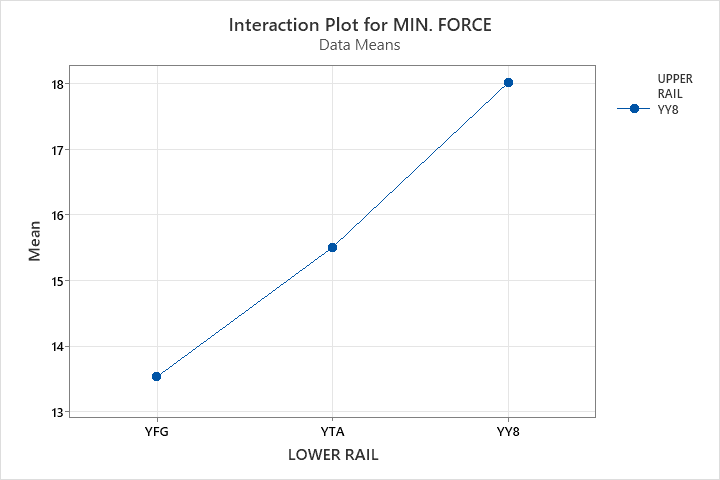 Interaction Plot for MIN. FORCE
Data Means
18
17
16
15
14
13
Mean
YFG YTA YY8
LOWER RAIL
UPPER
RAIL
YY8